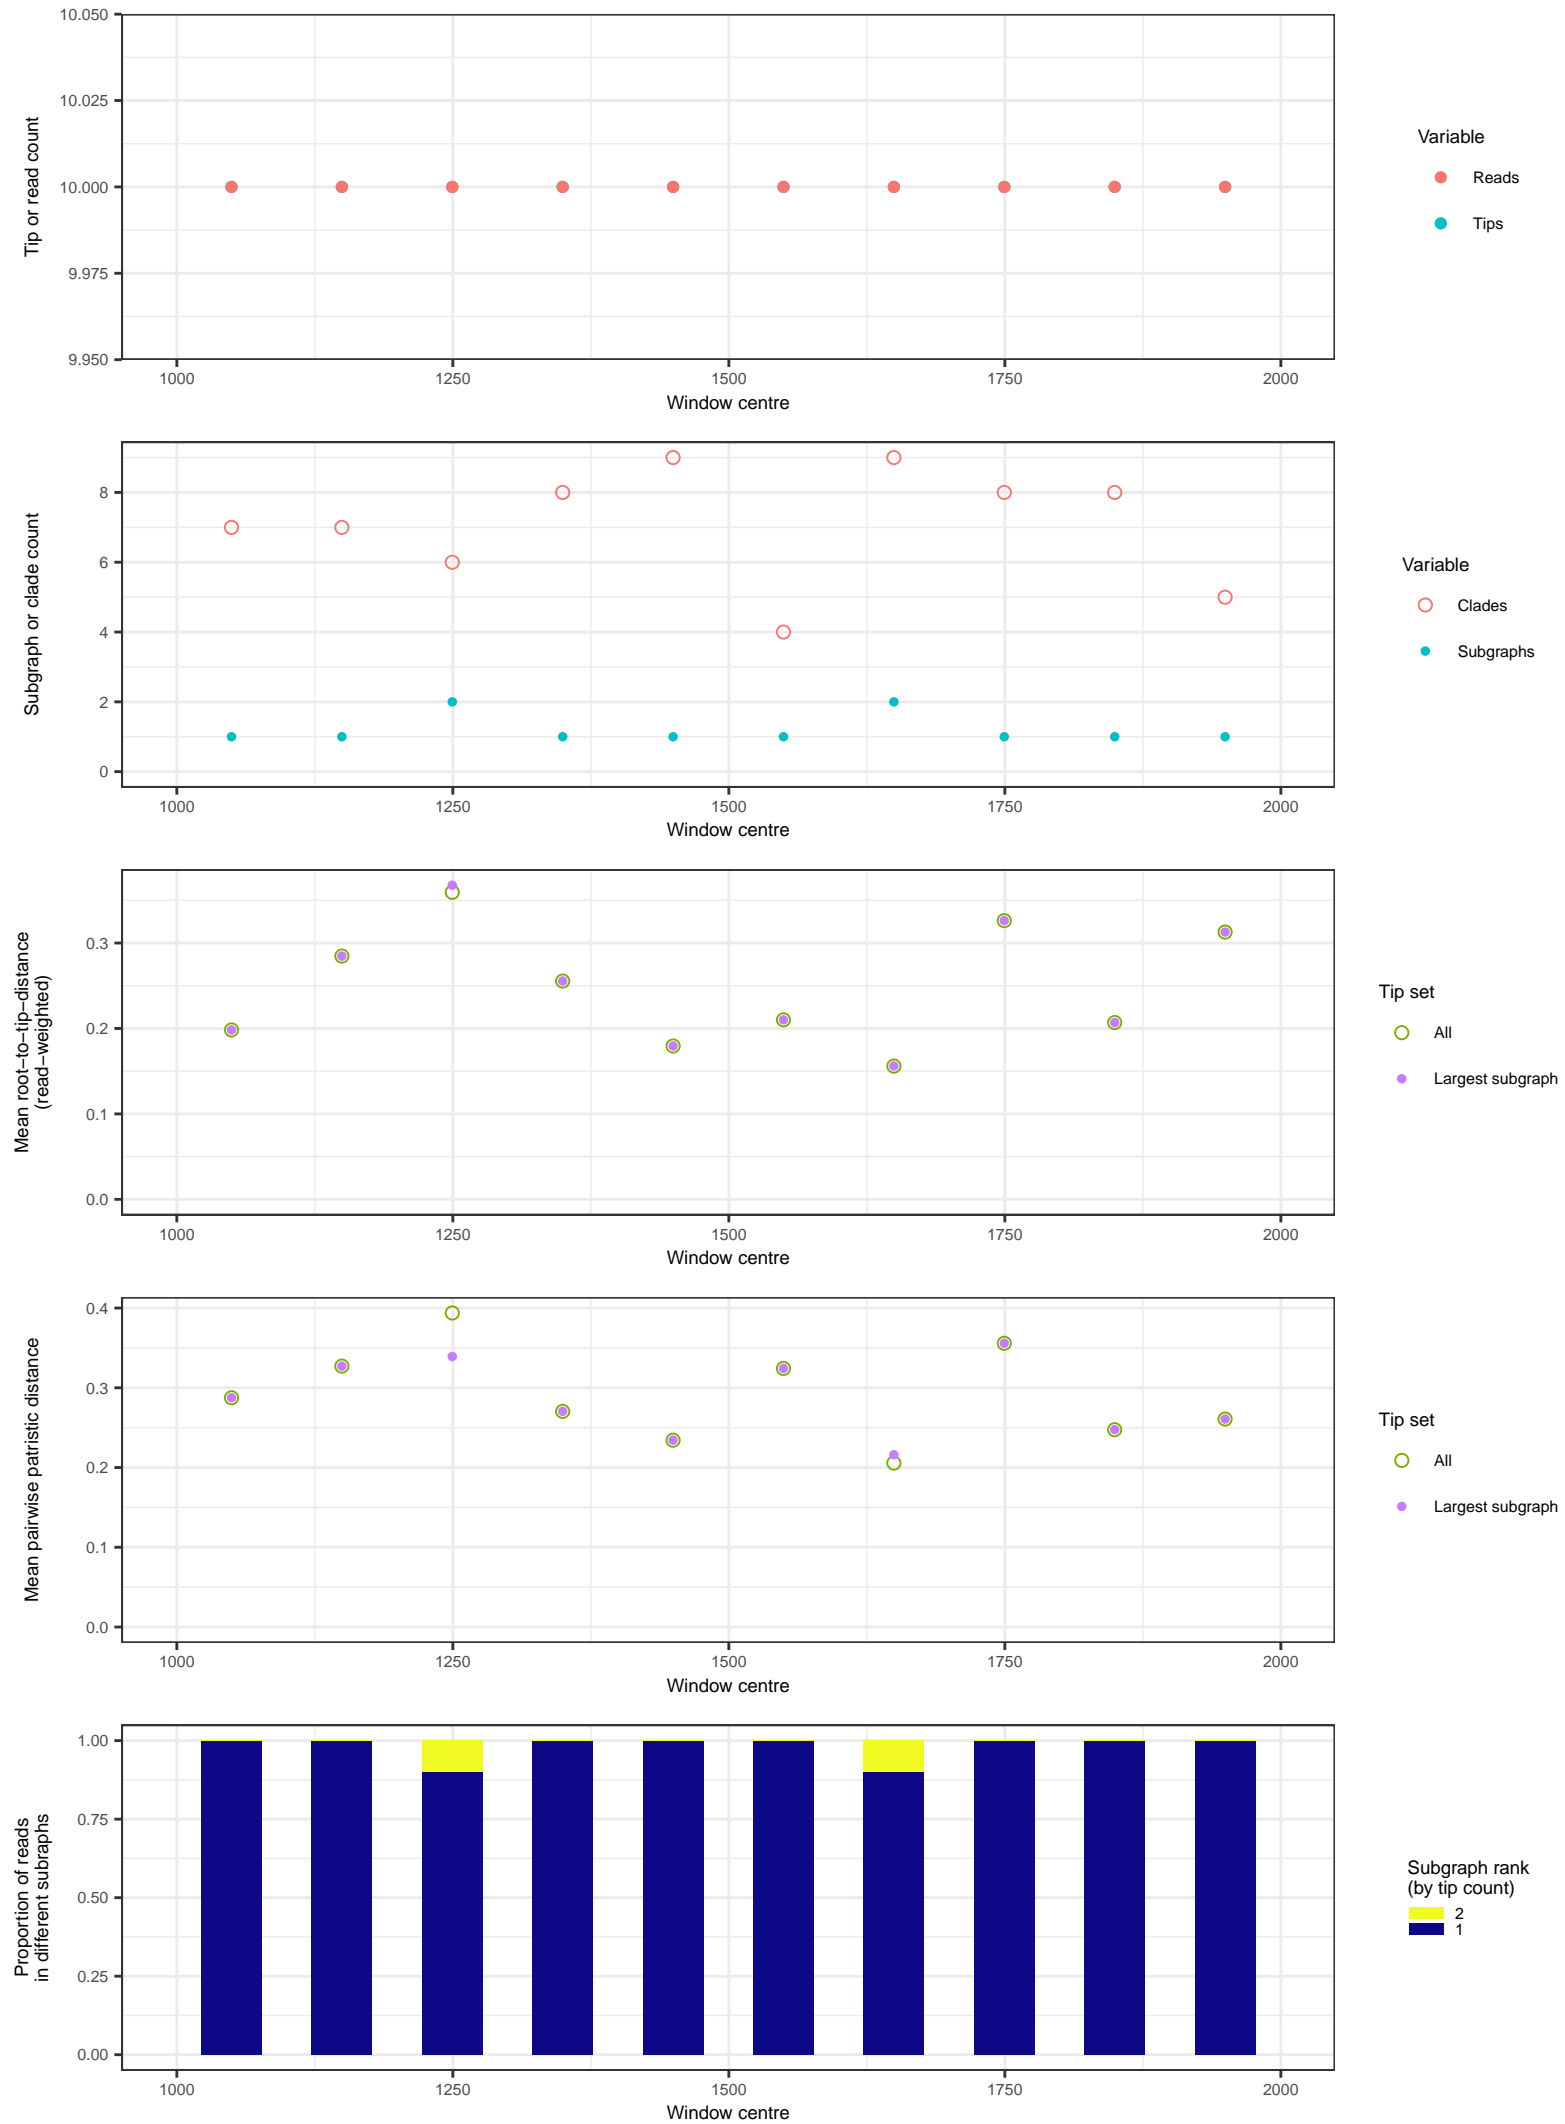 10.050
10.025
10.000
9.975
9.950
Tip or read count
1000 1250 1500 1750 2000
Window centre
Variable
Reads
Tips
8
6
4
2
0
Subgraph or clade count
1000 1250 1500 1750 2000
Window centre
Variable
Clades
Subgraphs
0.3
0.2
0.1
0.0
Mean root−to−tip−distance
(read−weighted)
1000 1250 1500 1750 2000
Window centre
Tip set
All
Largest subgraph
0.4
0.3
0.2
0.1
0.0
Mean pairwise patristic distance
1000 1250 1500 1750 2000
Window centre
Tip set
All
Largest subgraph
1.00
0.75
0.50
0.25
0.00
Proportion of reads
in different subraphs
1000 1250 1500 1750 2000
Window centre
Subgraph rank
(by tip count)
2
1